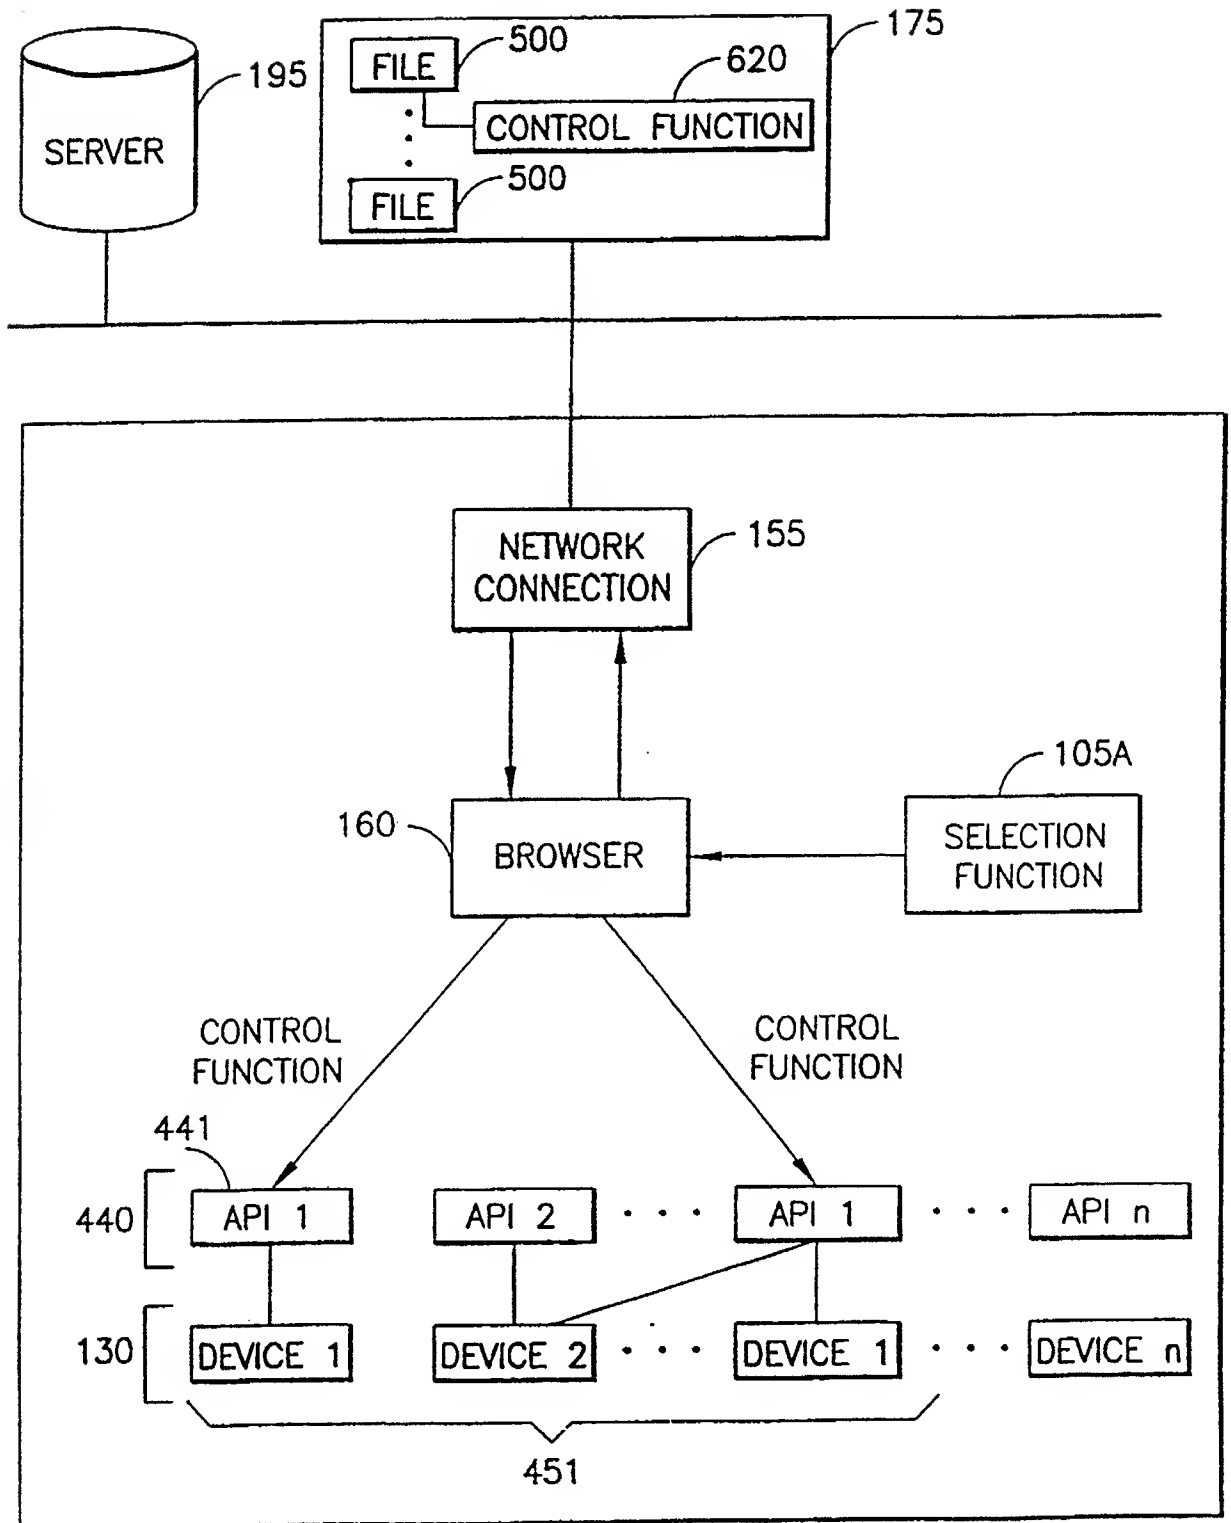 175
500
FILE
620
195
CONTROL FUNCTION
SERVER
500
FILE
NETWORK
CONNECTION
155
105A
160
BROWSER
SELECTION
FUNCTION
CONTROL
FUNCTION
CONTROL
FUNCTION
441
440
API 1
API 2
API 1
API n
130
DEVICE 1
DEVICE 2
DEVICE 1
DEVICE n
451